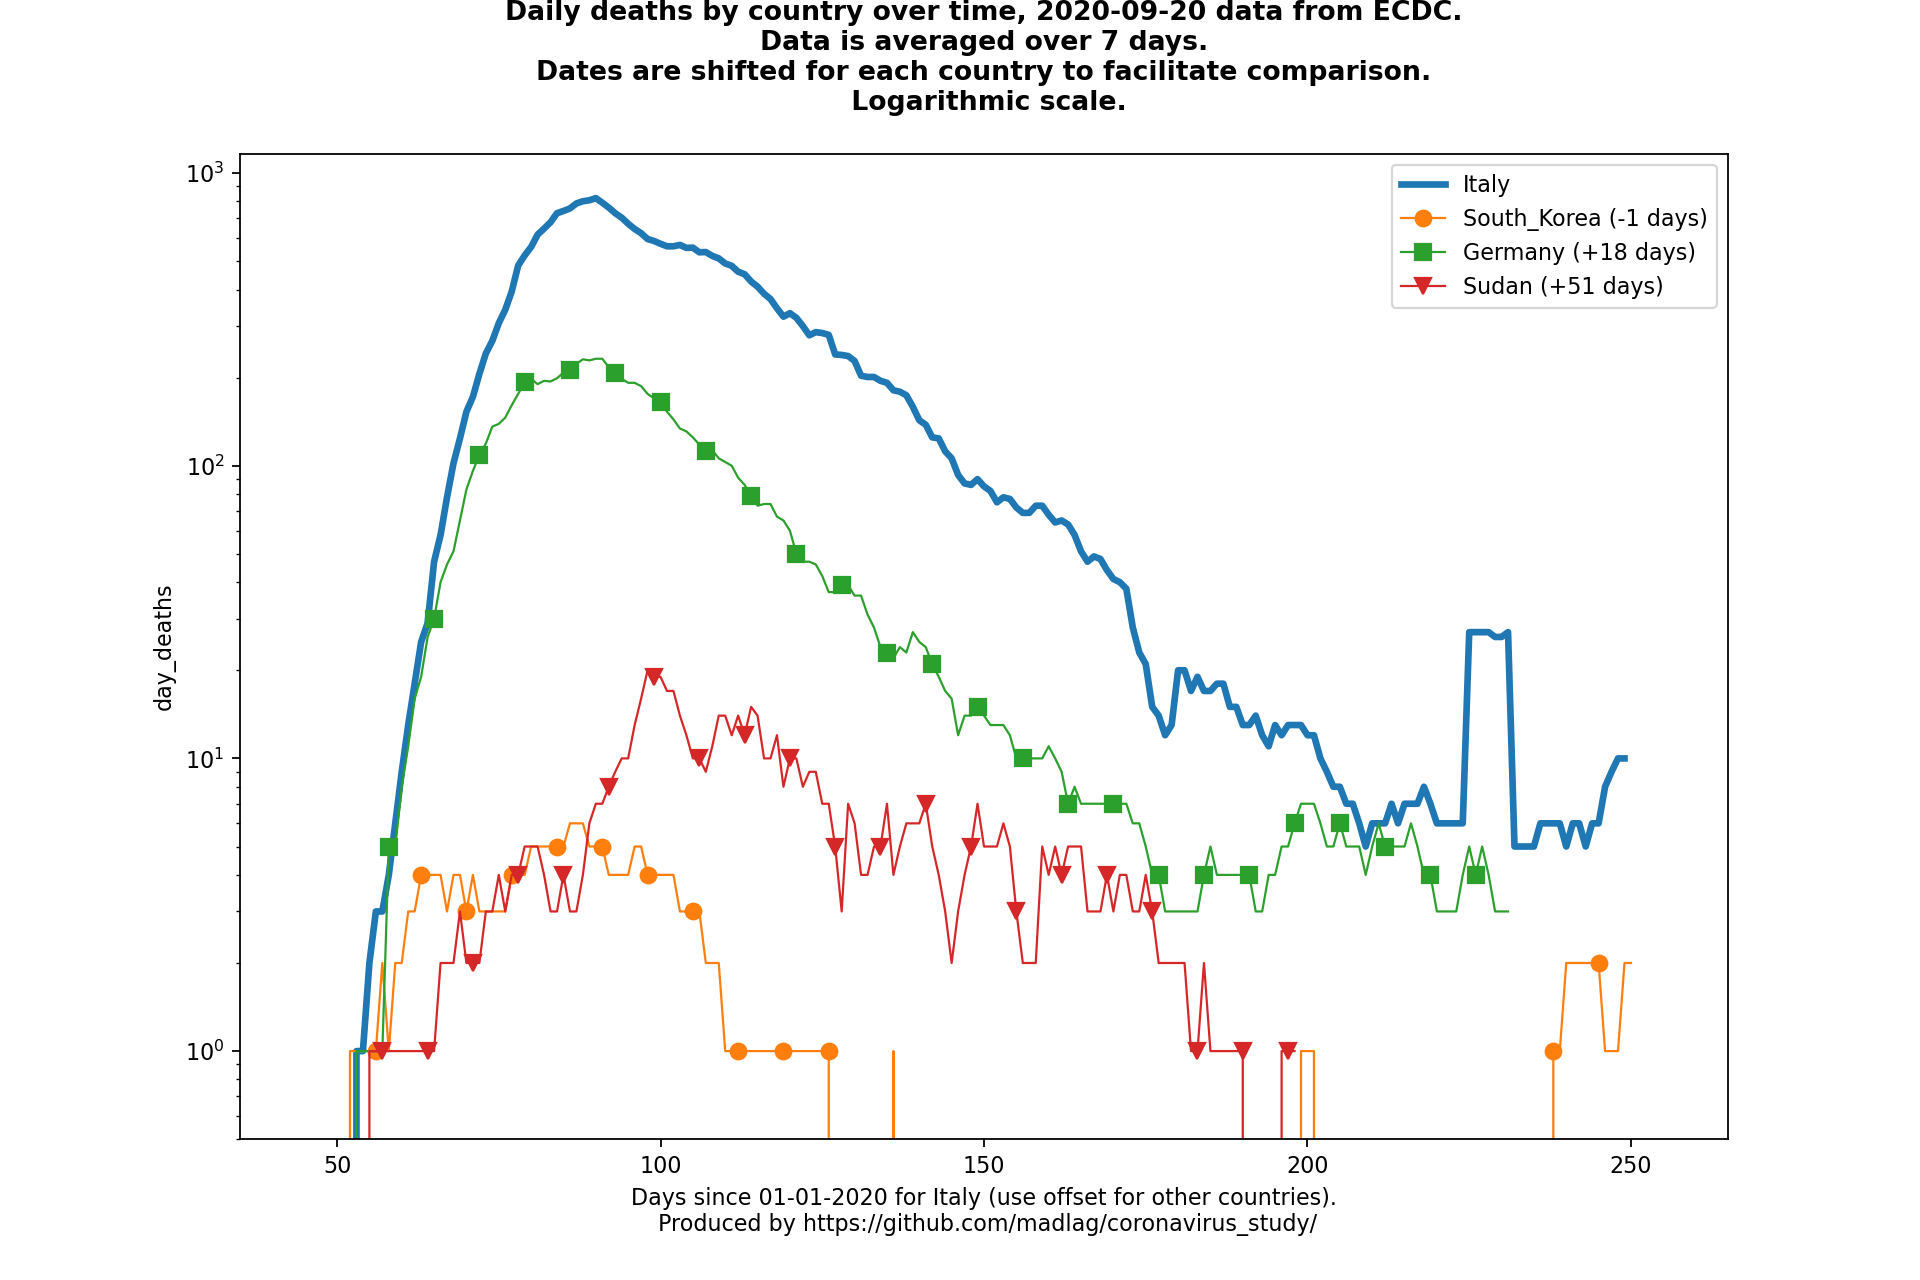 Daily deaths by country over time, 2020-09-20 data from ECDC.
Data is averaged over 7 days.
Dates are shifted for each country to facilitate comparison.
Logarithmic scale.
Italy
South_Korea (-1 days)
Germany (+18 days)
Sudan (+51 days)
day_deaths
10³
10²
10¹
10⁰
50 100 150 200 250
Days since 01-01-2020 for Italy (use offset for other countries).
Produced by https://github.com/madlag/coronavirus_study/